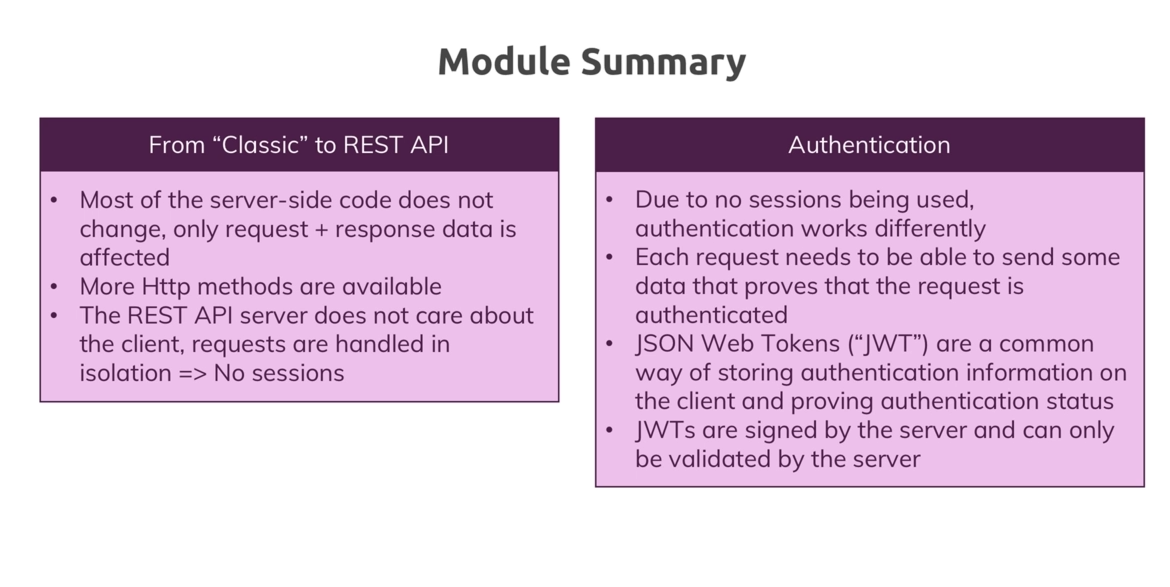 Module Summary
From “Classic” to REST API
• Most of the server-side code does not
change, only request + response data is
affected
• More Http methods are available
• The REST API server does not care about
the client, requests are handled in
isolation => No sessions
Authentication
• Due to no sessions being used,
authentication works differently
• Each request needs to be able to send some
data that proves that the request is
authenticated
• JSON Web Tokens (“JWT”) are a common
way of storing authentication information on
the client and proving authentication status
• JWTs are signed by the server and can only
be validated by the server